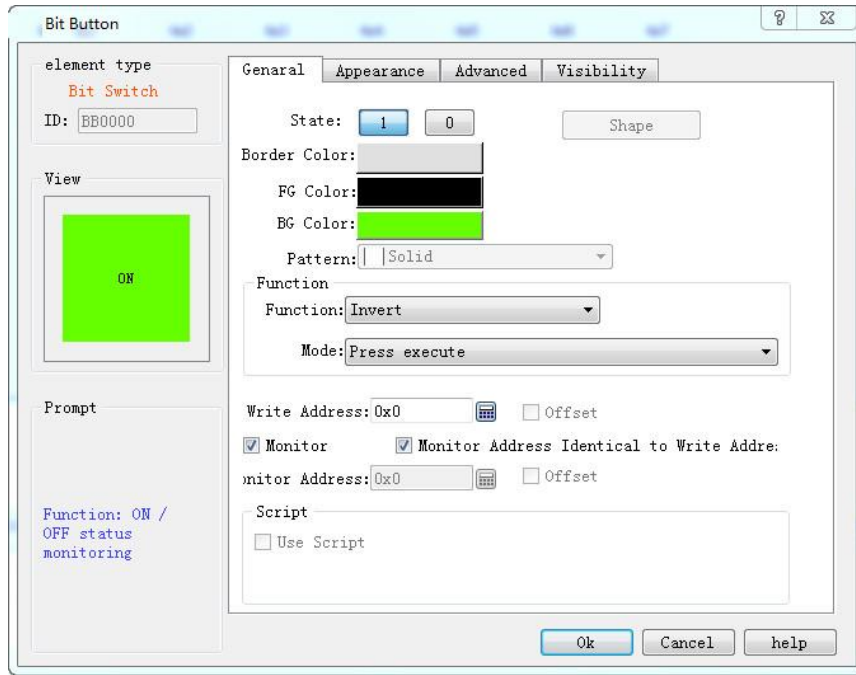 Bit Button
element type
Bit Switch
ID: BB0000
View
ON
Prompt
Function: ON /
OFF status
monitoring
Genaral
Appearance
Advanced
Visibility
State:
1
0
Shape
Border Color:
FG Color:
BG Color:
Pattern: Solid
Function
Function: Invert
Mode: Press execute
Write Address: 0x0
Offset
Monitor
Monitor Address Identical to Write Addre
onitor Address: 0x0
Offset
Script
Use Script
Ok
Cancel
help